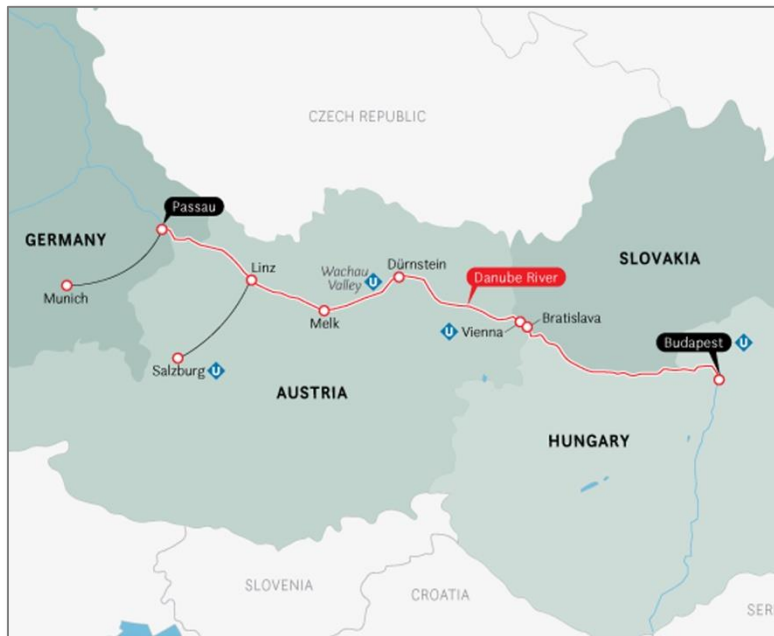 CZECH REPUBLIC
Passau
GERMANY
Munich
Linz
Wachau
Valley
U
Dürnstein
Danube River
SLOVAKIA
Melk
U
Vienna
Bratislava
Budapest
U
Salzburg
U
AUSTRIA
HUNGARY
SLOVENIA
CROATIA
SER